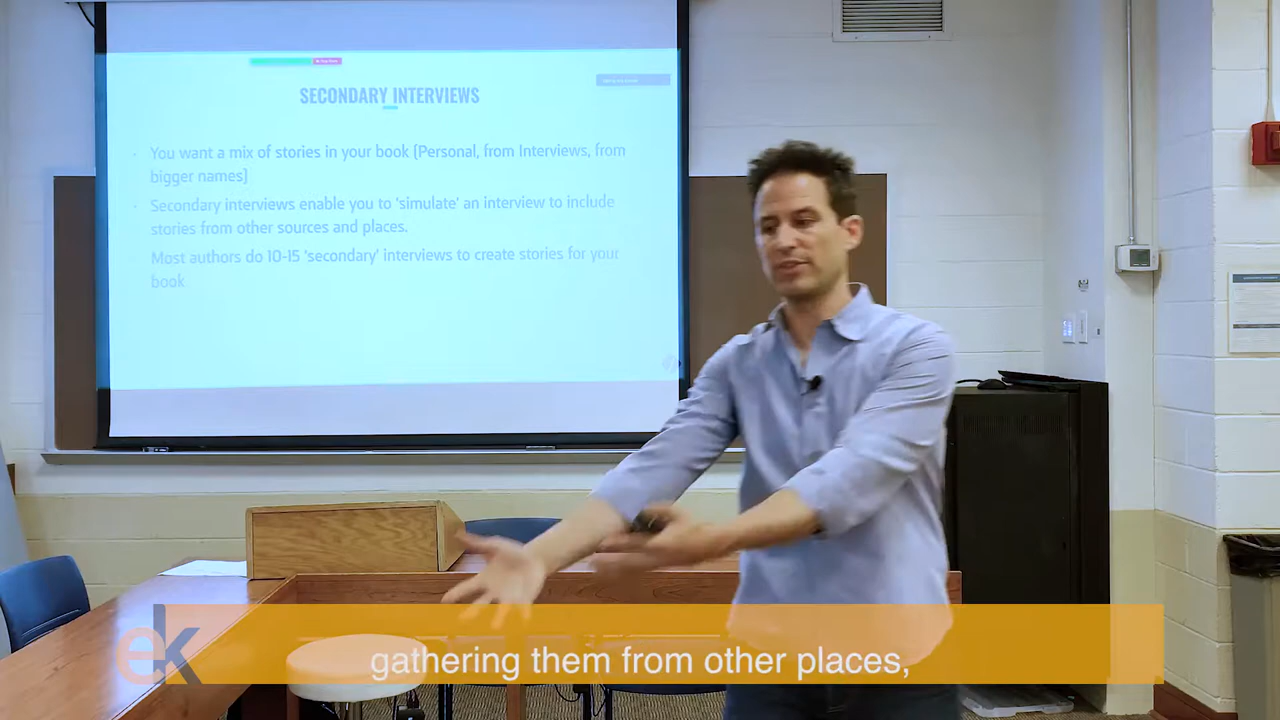 SECONDARY INTERVIEWS
You want a mix of stories in your book (Personal, from Interviews, from
bigger names)
Secondary interviews enable you to 'simulate' an interview to include
stories from other sources and places.
Most authors do 10-15 'secondary' interviews to create stories for your
book.
ek
gathering them from other places,